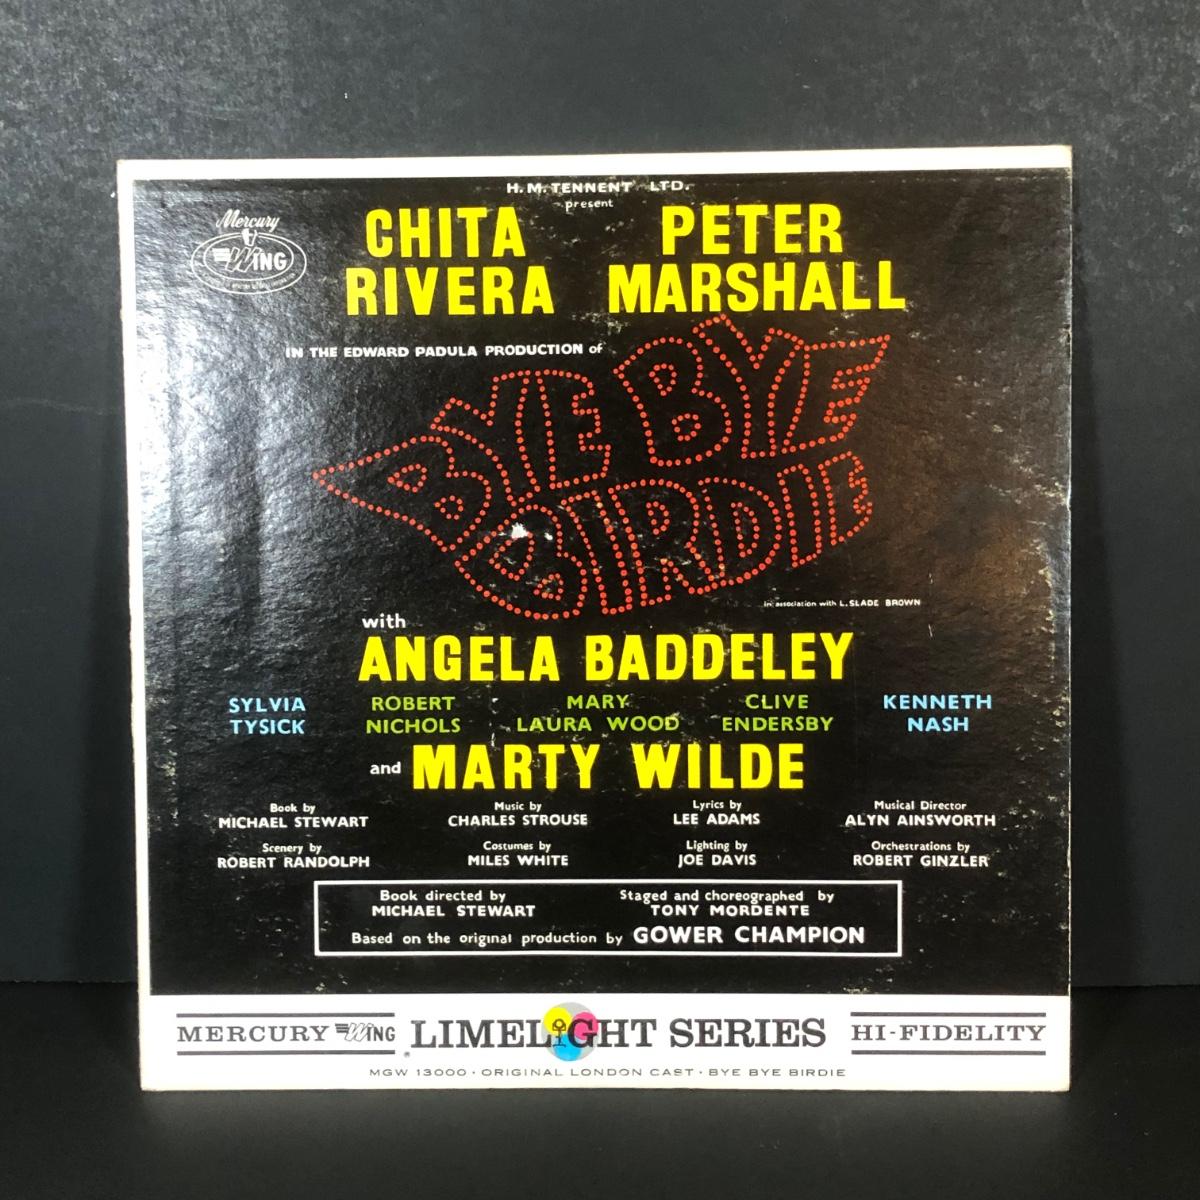 H. M. TENNENT LTD.
present
Mercury
WING
CHITA RIVERA
PETER MARSHALL
IN THE EDWARD PADULA PRODUCTION of
BYE BYE
BIRDIE
in association with L. SLADE BROWN
with
ANGELA BADDELEY
SYLVIA TYSICK
ROBERT NICHOLS
MARY LAURA WOOD
CLIVE ENDERSBY
KENNETH NASH
and MARTY WILDE
Book by
MICHAEL STEWART
Music by
CHARLES STROUSE
Lyrics by
LEE ADAMS
Musical Director
ALYN AINSWORTH
Scenery by
ROBERT RANDOLPH
Costumes by
MILES WHITE
Lighting by
JOE DAVIS
Orchestrations by
ROBERT GINZLER
Book directed by
MICHAEL STEWART
Staged and choreographed by
TONY MORDENTE
Based on the original production by GOWER CHAMPION
MERCURY WING LIMELIGHT SERIES HI-FIDELITY
MGW 13000 · ORIGINAL LONDON CAST · BYE BYE BIRDIE